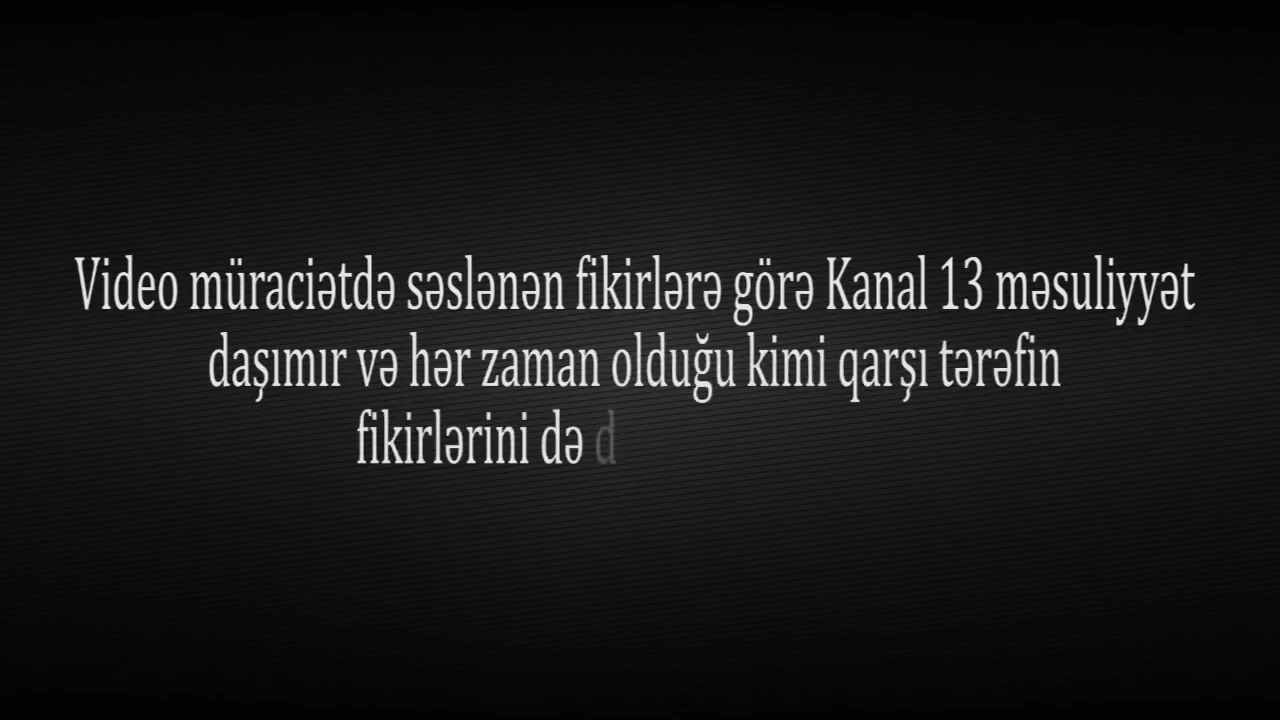 Video müraciətdə səslənən fikirlərə görə Kanal 13 məsuliyyət
daşımır və hər zaman olduğu kimi qarşı tərəfin
fikirlərini də d